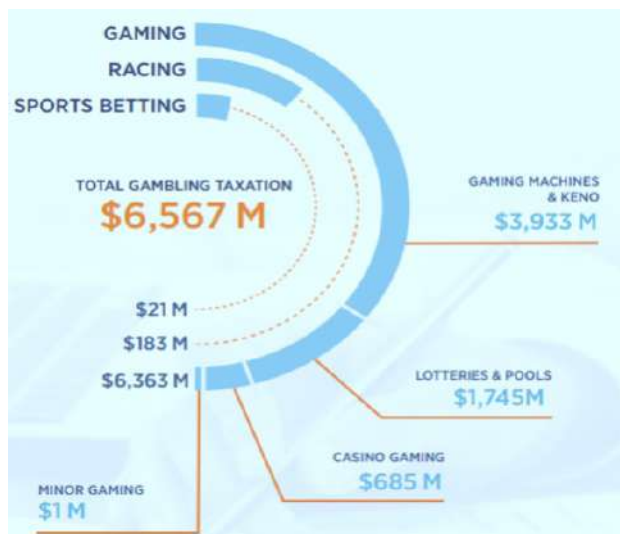 GAMING
RACING
SPORTS BETTING
TOTAL GAMBLING TAXATION
$6,567 M
GAMING MACHINES
& KENO
$3,933 M
$21 M
$183 M
$6,363 M
LOTTERIES & POOLS
$1,745M
CASINO GAMING
$685 M
MINOR GAMING
$1 M